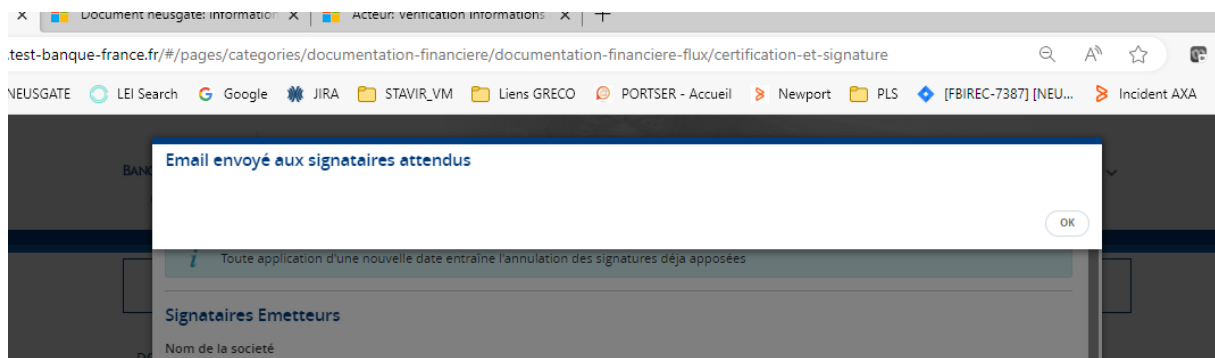 Document neusgate: Information
Acteur: Vérification informations
.test-banque-france.fr/#/pages/categories/documentation-financiere/documentation-financiere-flux/certification-et-signature
NEUSGATE LEI Search Google JIRA STAVIR_VM Liens GRECO PORTSER - Accueil Newport PLS [FBIREC-7387] [NEU... Incident AXA
Email envoyé aux signataires attendus
BAN
OK
Toute application d'une nouvelle date entraîne l'annulation des signatures déja apposées
Signataires Emetteurs
Nom de la societé